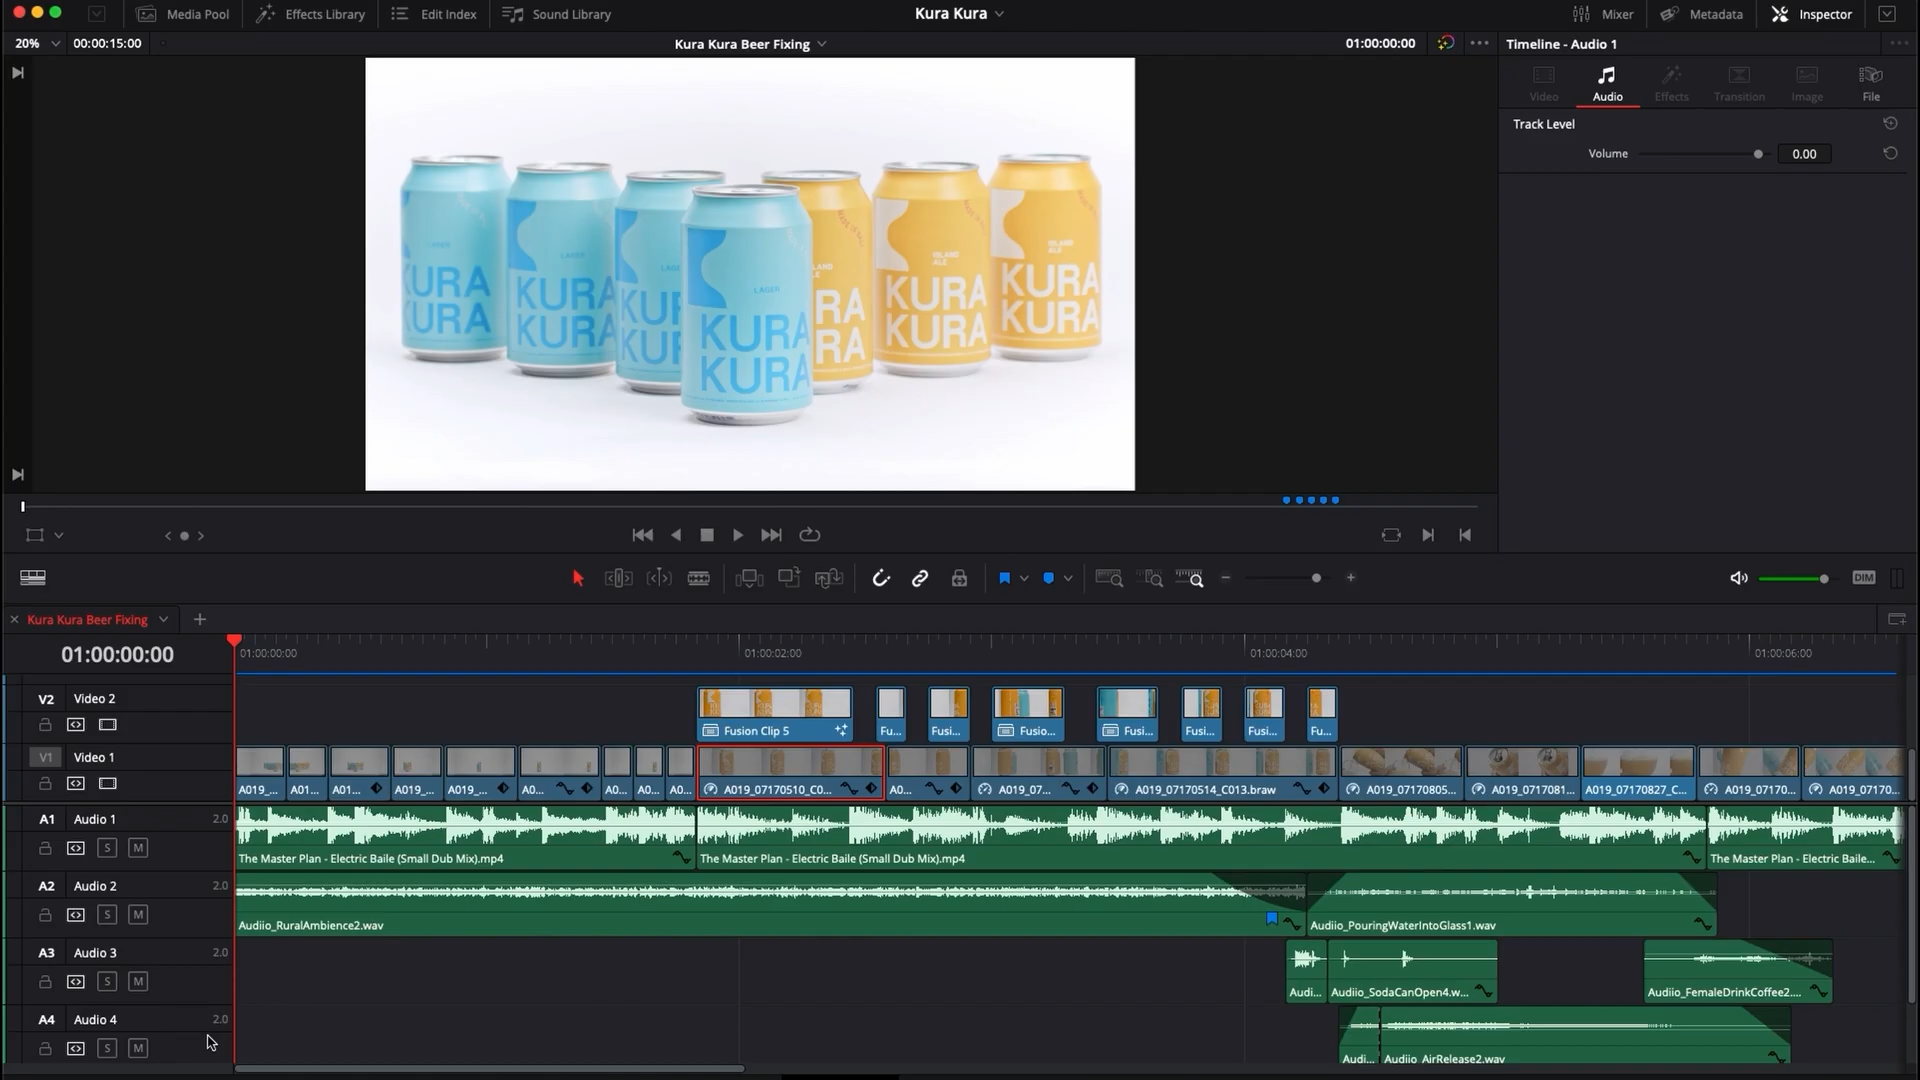 Media Pool Effects Library Edit Index Sound Library Kura Kura Mixer Metadata Inspector
20% 00:00:15:00 Kura Kura Beer Fixing 01:00:00:00 Timeline - Audio 1
Video Audio Effects Transition Image File
Track Level
Volume 0.00
LAGER
KURA
KURA
LAGER
KURA
KURA
LAGER
KURA
KURA
ISLAND
ALE
KURA
KURA
ISLAND
ALE
KURA
KURA
DIM
Kura Kura Beer Fixing
01:00:00:00 01:00:00:00 01:00:02:00 01:00:04:00 01:00:06:00
V2 Video 2
Fusion Clip 5 Fu... Fusi... Fusio... Fusi... Fusi... Fusi... Fu...
V1 Video 1
A019_... A01... A01... A019_... A019_... A0... A0... A0... A0... A019_07170510_C0... A0... A019_07... A019_07170514_C013.braw A019_07170805... A019_0717081... A019_07170827_C... A019_07170... A019_07170...
A1 Audio 1 2.0
S M
The Master Plan - Electric Baile (Small Dub Mix).mp4 The Master Plan - Electric Baile (Small Dub Mix).mp4 The Master Plan - Electric Baile...
A2 Audio 2 2.0
S M
Audiio_RuralAmbience2.wav Audiio_PouringWaterIntoGlass1.wav
A3 Audio 3 2.0
S M
Audi... Audiio_SodaCanOpen4.w... Audiio_FemaleDrinkCoffee2....
A4 Audio 4 2.0
S M
Audi... Audiio_AirRelease2.wav